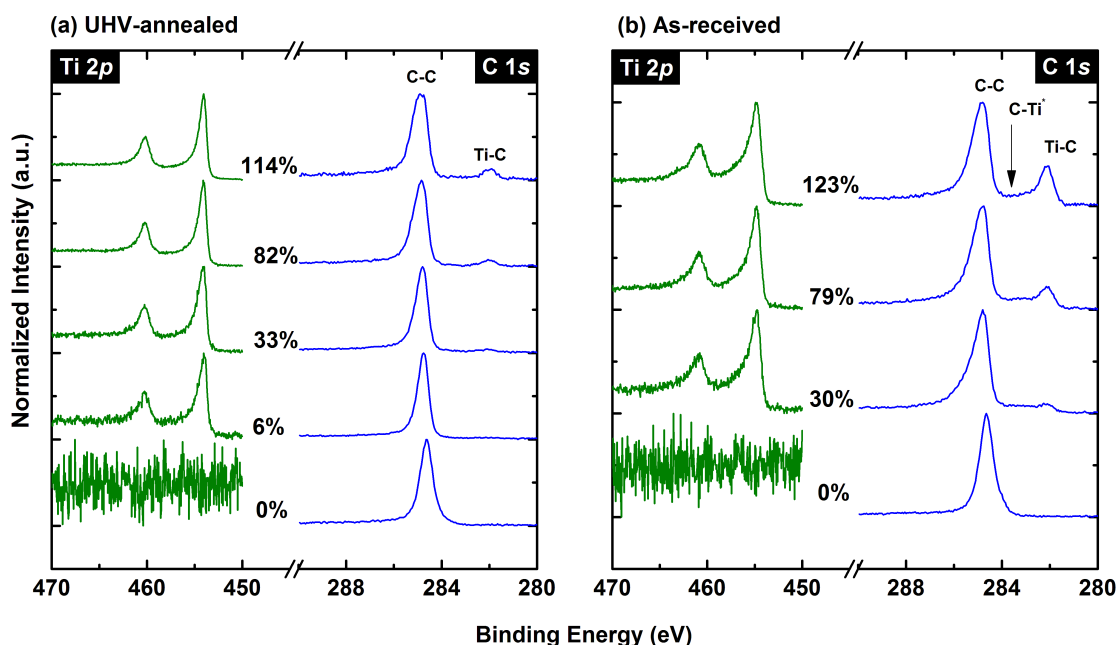 (a) UHV-annealed
(b) As-received
Normalized Intensity (a.u.)
Ti 2p
C 1s
C-C
Ti-C
114%
82%
33%
6%
0%
470 460 450 288 284 280
Ti 2p
C 1s
C-C
C-Ti*
Ti-C
123%
79%
30%
0%
470 460 450 288 284 280
Binding Energy (eV)